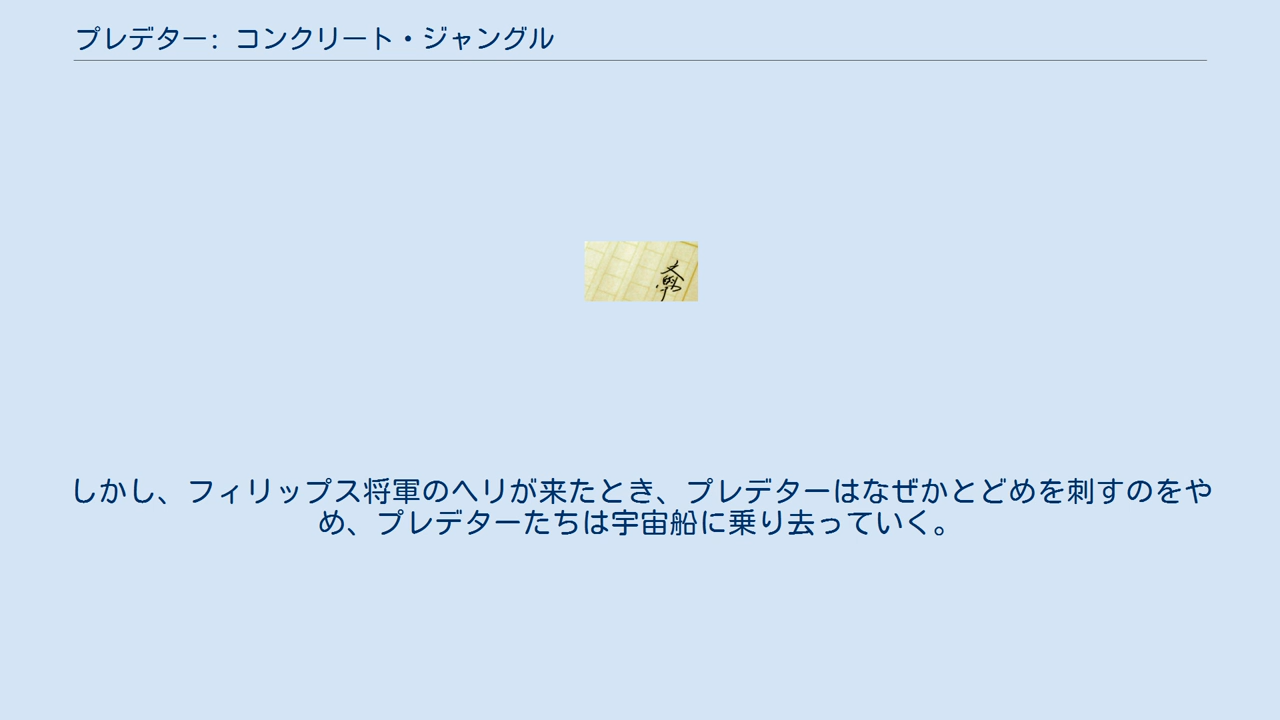 プレデター: コンクリート・ジャングル
しかし、フィリップス将軍のヘリが来たとき、プレデターはなぜかとどめを刺すのをや
め、プレデターたちは宇宙船に乗り去っていく。